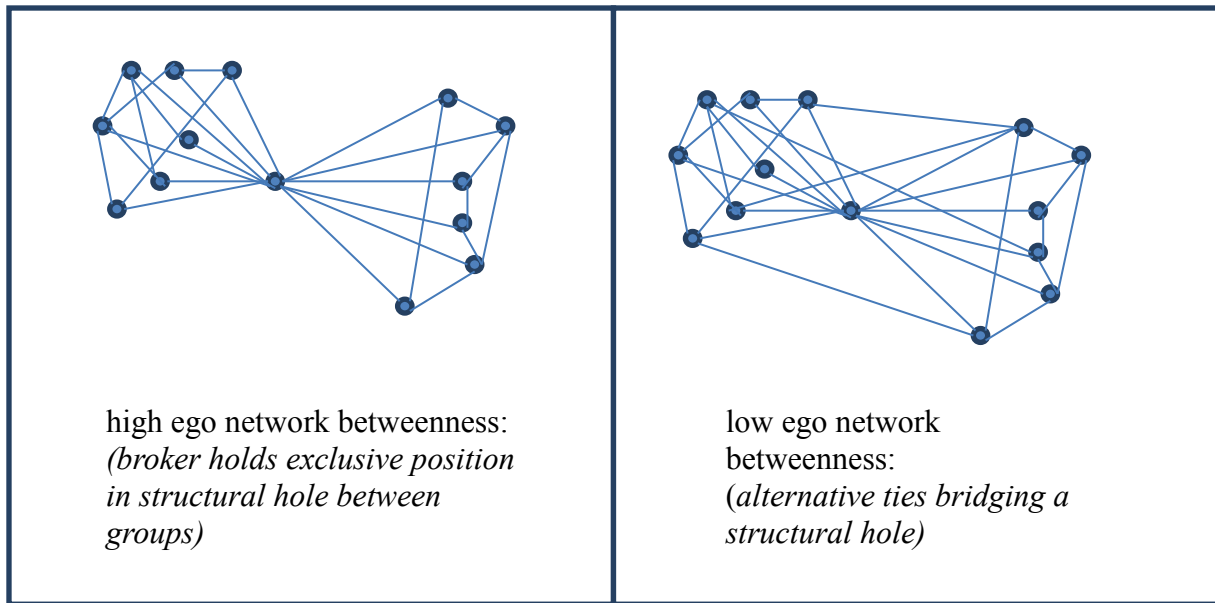 high ego network betweenness:
(broker holds exclusive position
in structural hole between
groups)
low ego network
betweenness:
(alternative ties bridging a
structural hole)